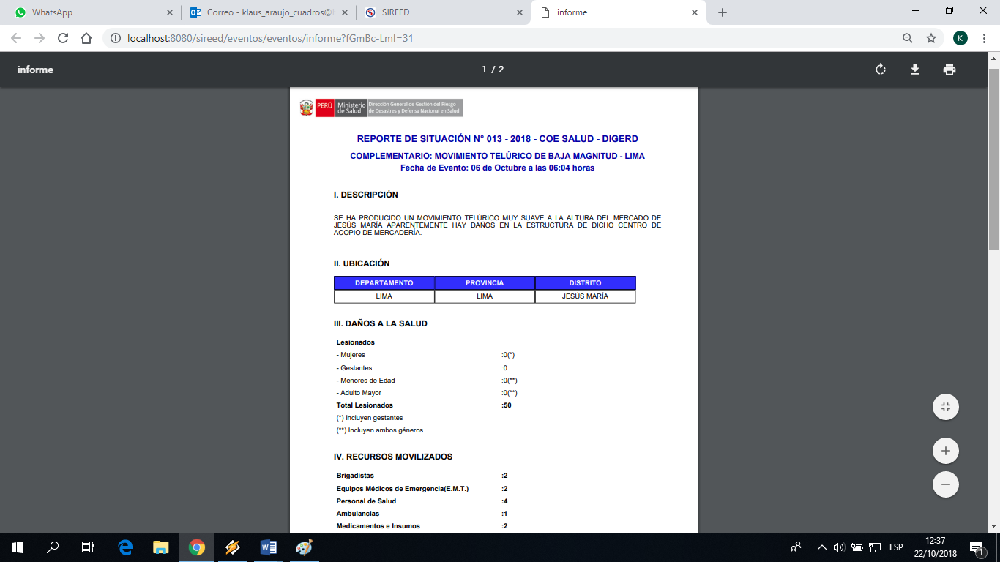 WhatsApp
Correo - klaus_araujo_cuadros@
SIREED
informe
localhost:8080/sireed/eventos/eventos/informe?fGmBc-LmI=31
K
informe
1 / 2
PERÚ
Ministerio de Salud
Dirección General de Gestión del Riesgo
de Desastres y Defensa Nacional en Salud
REPORTE DE SITUACIÓN N° 013 - 2018 - COE SALUD - DIGERD
COMPLEMENTARIO: MOVIMIENTO TELÚRICO DE BAJA MAGNITUD - LIMA
Fecha de Evento: 06 de Octubre a las 06:04 horas
I. DESCRIPCIÓN
SE HA PRODUCIDO UN MOVIMIENTO TELÚRICO MUY SUAVE A LA ALTURA DEL MERCADO DE
JESÚS MARÍA APARENTEMENTE HAY DAÑOS EN LA ESTRUCTURA DE DICHO CENTRO DE
ACOPIO DE MERCADERÍA.
II. UBICACIÓN
DEPARTAMENTO PROVINCIA DISTRITO
LIMA LIMA JESÚS MARÍA
III. DAÑOS A LA SALUD
Lesionados
- Mujeres :0(*)
- Gestantes :0
- Menores de Edad :0(**)
- Adulto Mayor :0(**)
Total Lesionados :50
(*) Incluyen gestantes
(**) Incluyen ambos géneros
IV. RECURSOS MOVILIZADOS
Brigadistas :2
Equipos Médicos de Emergencia(E.M.T.) :2
Personal de Salud :4
Ambulancias :1
Medicamentos e Insumos :2
ESP
12:37
22/10/2018
1